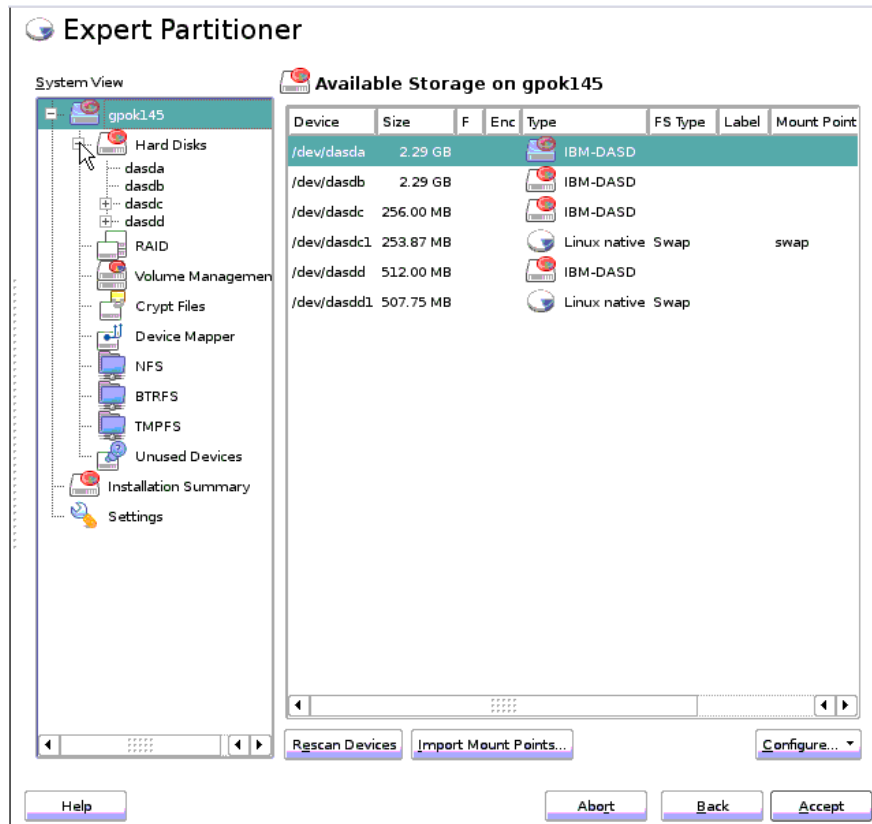 Expert Partitioner
System View
gpok145
Hard Disks
dasda
dasdb
dasdc
dasdd
RAID
Volume Managemen
Crypt Files
Device Mapper
NFS
BTRFS
TMPFS
Unused Devices
Installation Summary
Settings
Available Storage on gpok145
Device Size F Enc Type FS Type Label Mount Point
/dev/dasda 2.29 GB IBM-DASD
/dev/dasdb 2.29 GB IBM-DASD
/dev/dasdc 256.00 MB IBM-DASD
/dev/dasdc1 253.87 MB Linux native Swap swap
/dev/dasdd 512.00 MB IBM-DASD
/dev/dasdd1 507.75 MB Linux native Swap
Rescan Devices Import Mount Points... Configure...
Help Abort Back Accept